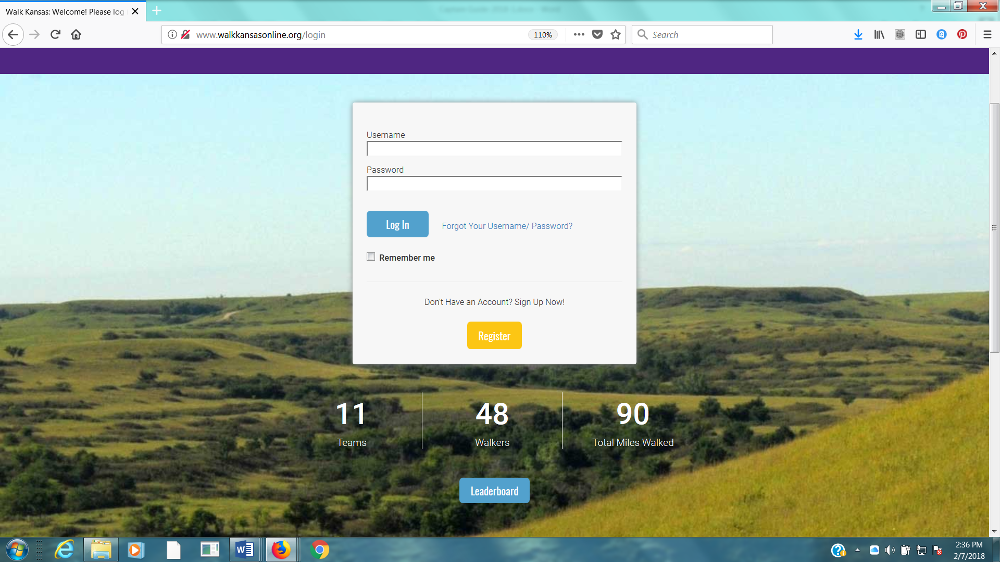 Walk Kansas: Welcome! Please log
www.walkkansasonline.org/login
110%
Search
Username
Password
Log In
Forgot Your Username/ Password?
Remember me
Don't Have an Account? Sign Up Now!
Register
11
48
90
Teams
Walkers
Total Miles Walked
Leaderboard
2:36 PM
2/7/2018